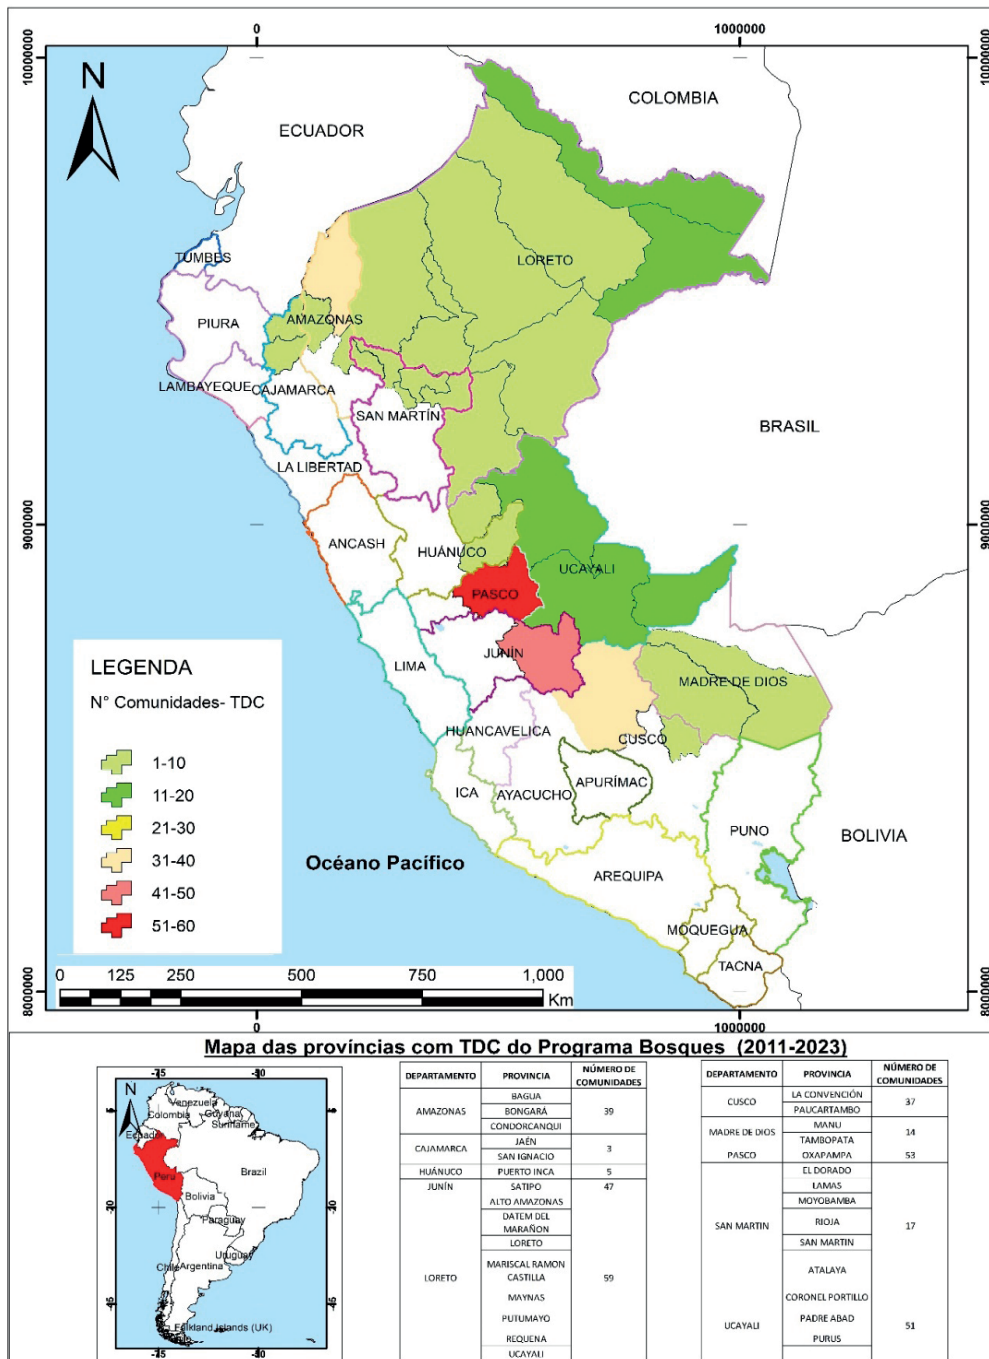 0
1000000
10000000
10000000
N
COLOMBIA
ECUADOR
TUMBES
LORETO
PIURA
AMAZONAS
LAMBAYEQUE
CAJAMARCA
SAN MARTÍN
BRASIL
LA LIBERTAD
9000000
9000000
ANCASH
HUÁNUCO
UCAYALI
PASCO
LIMA
JUNÍN
MADRE DE DIOS
HUANCAVELICA
CUSCO
ICA
AYACUCHO
APURÍMAC
PUNO
BOLIVIA
Océano Pacífico
AREQUIPA
MOQUEGUA
TACNA
LEGENDA
N° Comunidades- TDC
1-10
11-20
21-30
31-40
41-50
51-60
0 125 250 500 750 1,000
Km
8000000
8000000
0
1000000
Mapa das províncias com TDC do Programa Bosques (2011-2023)
-75
-30
N
Venezuela
Colombia
Guyana
Suriname
Ecuador
Peru
Brazil
Bolivia
Paraguay
Uruguay
Chile
Argentina
Falkland Islands (UK)
-75
-30
DEPARTAMENTO PROVINCIA NÚMERO DE COMUNIDADES
AMAZONAS
BAGUA
BONGARÁ
CONDORCANQUI
39
CAJAMARCA
JAÉN
SAN IGNACIO
3
HUÁNUCO PUERTO INCA 5
JUNÍN SATIPO 47
LORETO
ALTO AMAZONAS
DATEM DEL
MARAÑON
LORETO
MARISCAL RAMON
CASTILLA
MAYNAS
PUTUMAYO
REQUENA
UCAYALI
59
DEPARTAMENTO PROVINCIA NÚMERO DE COMUNIDADES
CUSCO
LA CONVENCIÓN
PAUCARTAMBO
37
MADRE DE DIOS
MANU
TAMBOPATA
14
PASCO OXAPAMPA 53
SAN MARTIN
EL DORADO
LAMAS
MOYOBAMBA
RIOJA
SAN MARTIN
17
UCAYALI
ATALAYA
CORONEL PORTILLO
PADRE ABAD
PURUS
51